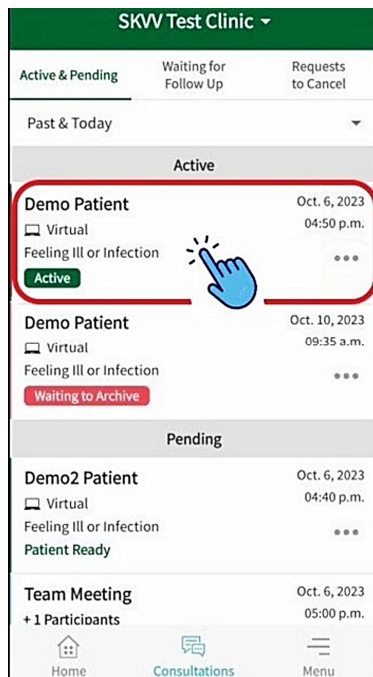 SKVV Test Clinic
Active & Pending
Waiting for
Follow Up
Requests
to Cancel
Past & Today
Active
Demo Patient
Oct. 6, 2023
Virtual
04:50 p.m.
Feeling Ill or Infection
Active
Demo Patient
Oct. 10, 2023
Virtual
09:35 a.m.
Feeling Ill or Infection
Waiting to Archive
Pending
Demo2 Patient
Oct. 6, 2023
Virtual
04:40 p.m.
Feeling Ill or Infection
Patient Ready
Team Meeting
Oct. 6, 2023
+ 1 Participants
05:00 p.m.
Home
Consultations
Menu